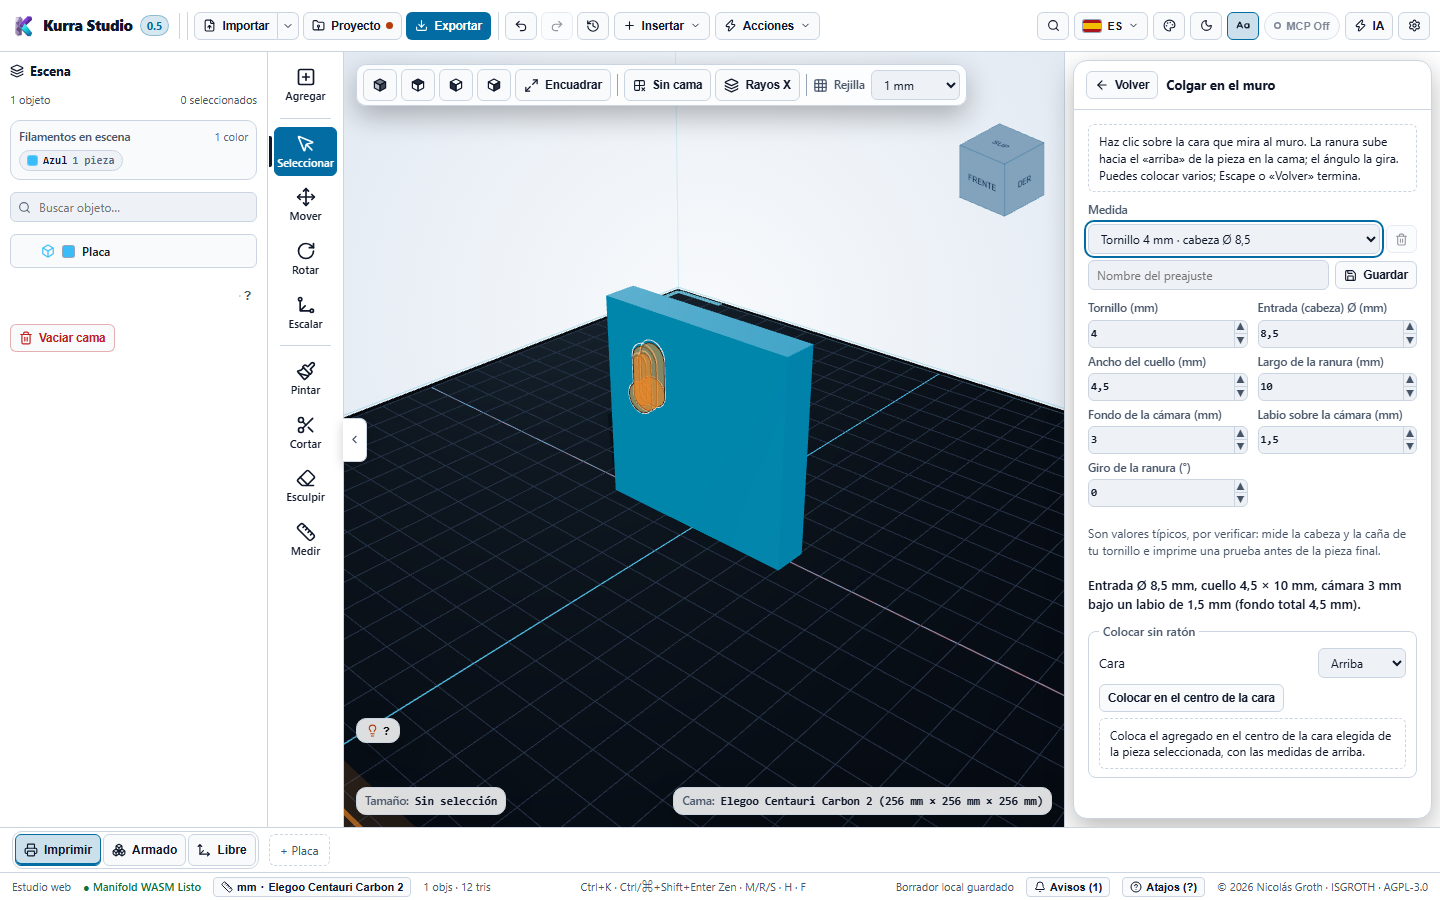 Kurra Studio 0.5
Importar
Proyecto
Exportar
Insertar
Acciones
ES
Aa
MCP Off
IA
Escena
1 objeto
0 seleccionados
Filamentos en escena
1 color
Azul 1 pieza
Buscar objeto...
Placa
· ?
Vaciar cama
Agregar
Seleccionar
Mover
Rotar
Escalar
Pintar
Cortar
Esculpir
Medir
Encuadrar
Sin cama
Rayos X
Rejilla
1 mm
SUP
FRENTE
DER
?
Tamaño: Sin selección
Cama: Elegoo Centauri Carbon 2 (256 mm × 256 mm × 256 mm)
Volver
Colgar en el muro
Haz clic sobre la cara que mira al muro. La ranura sube
hacia el «arriba» de la pieza en la cama; el ángulo la gira.
Puedes colocar varios; Escape o «Volver» termina.
Medida
Tornillo 4 mm · cabeza Ø 8,5
Nombre del preajuste
Guardar
Tornillo (mm)
Entrada (cabeza) Ø (mm)
4
8,5
Ancho del cuello (mm)
Largo de la ranura (mm)
4,5
10
Fondo de la cámara (mm)
Labio sobre la cámara (mm)
3
1,5
Giro de la ranura (°)
0
Son valores típicos, por verificar: mide la cabeza y la caña de
tu tornillo e imprime una prueba antes de la pieza final.
Entrada Ø 8,5 mm, cuello 4,5 × 10 mm, cámara 3 mm
bajo un labio de 1,5 mm (fondo total 4,5 mm).
Colocar sin ratón
Cara
Arriba
Colocar en el centro de la cara
Coloca el agregado en el centro de la cara elegida de
la pieza seleccionada, con las medidas de arriba.
Imprimir
Armado
Libre
+ Placa
Estudio web
● Manifold WASM Listo
mm · Elegoo Centauri Carbon 2
1 objs · 12 tris
Ctrl+K · Ctrl/⌘+Shift+Enter Zen · M/R/S · H · F
Borrador local guardado
Avisos (1)
Atajos (?)
© 2026 Nicolás Groth · ISGROTH · AGPL-3.0